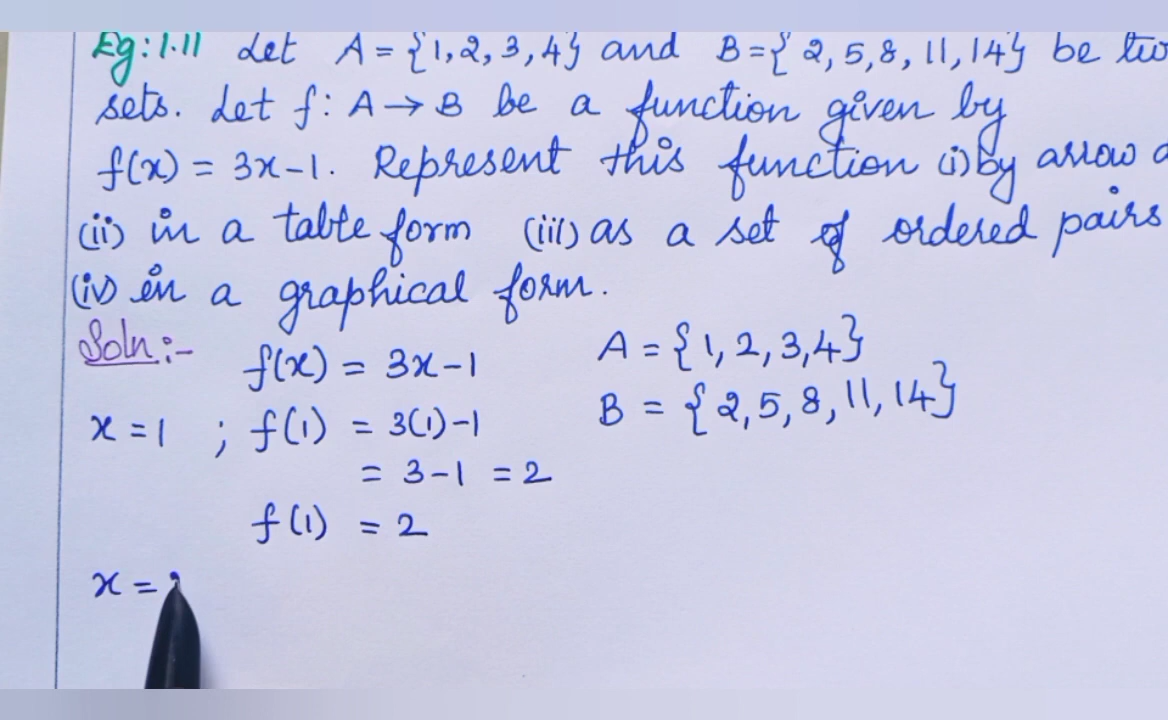 Eg: 1.11 Let A = {1, 2, 3, 4} and B = { 2, 5, 8, 11, 14} be
sets. Let f: A → B be a function given by
f(x) = 3x-1. Represent this function (i) by arrow
(ii) in a table form (iii) as a set of ordered pairs
(iv) in a graphical form.
Soln:-
f(x) = 3x-1 A = {1, 2, 3, 4}
B = {2, 5, 8, 11, 14}
x = 1 ; f(1) = 3(1)-1
= 3-1 = 2
f(1) = 2
x =